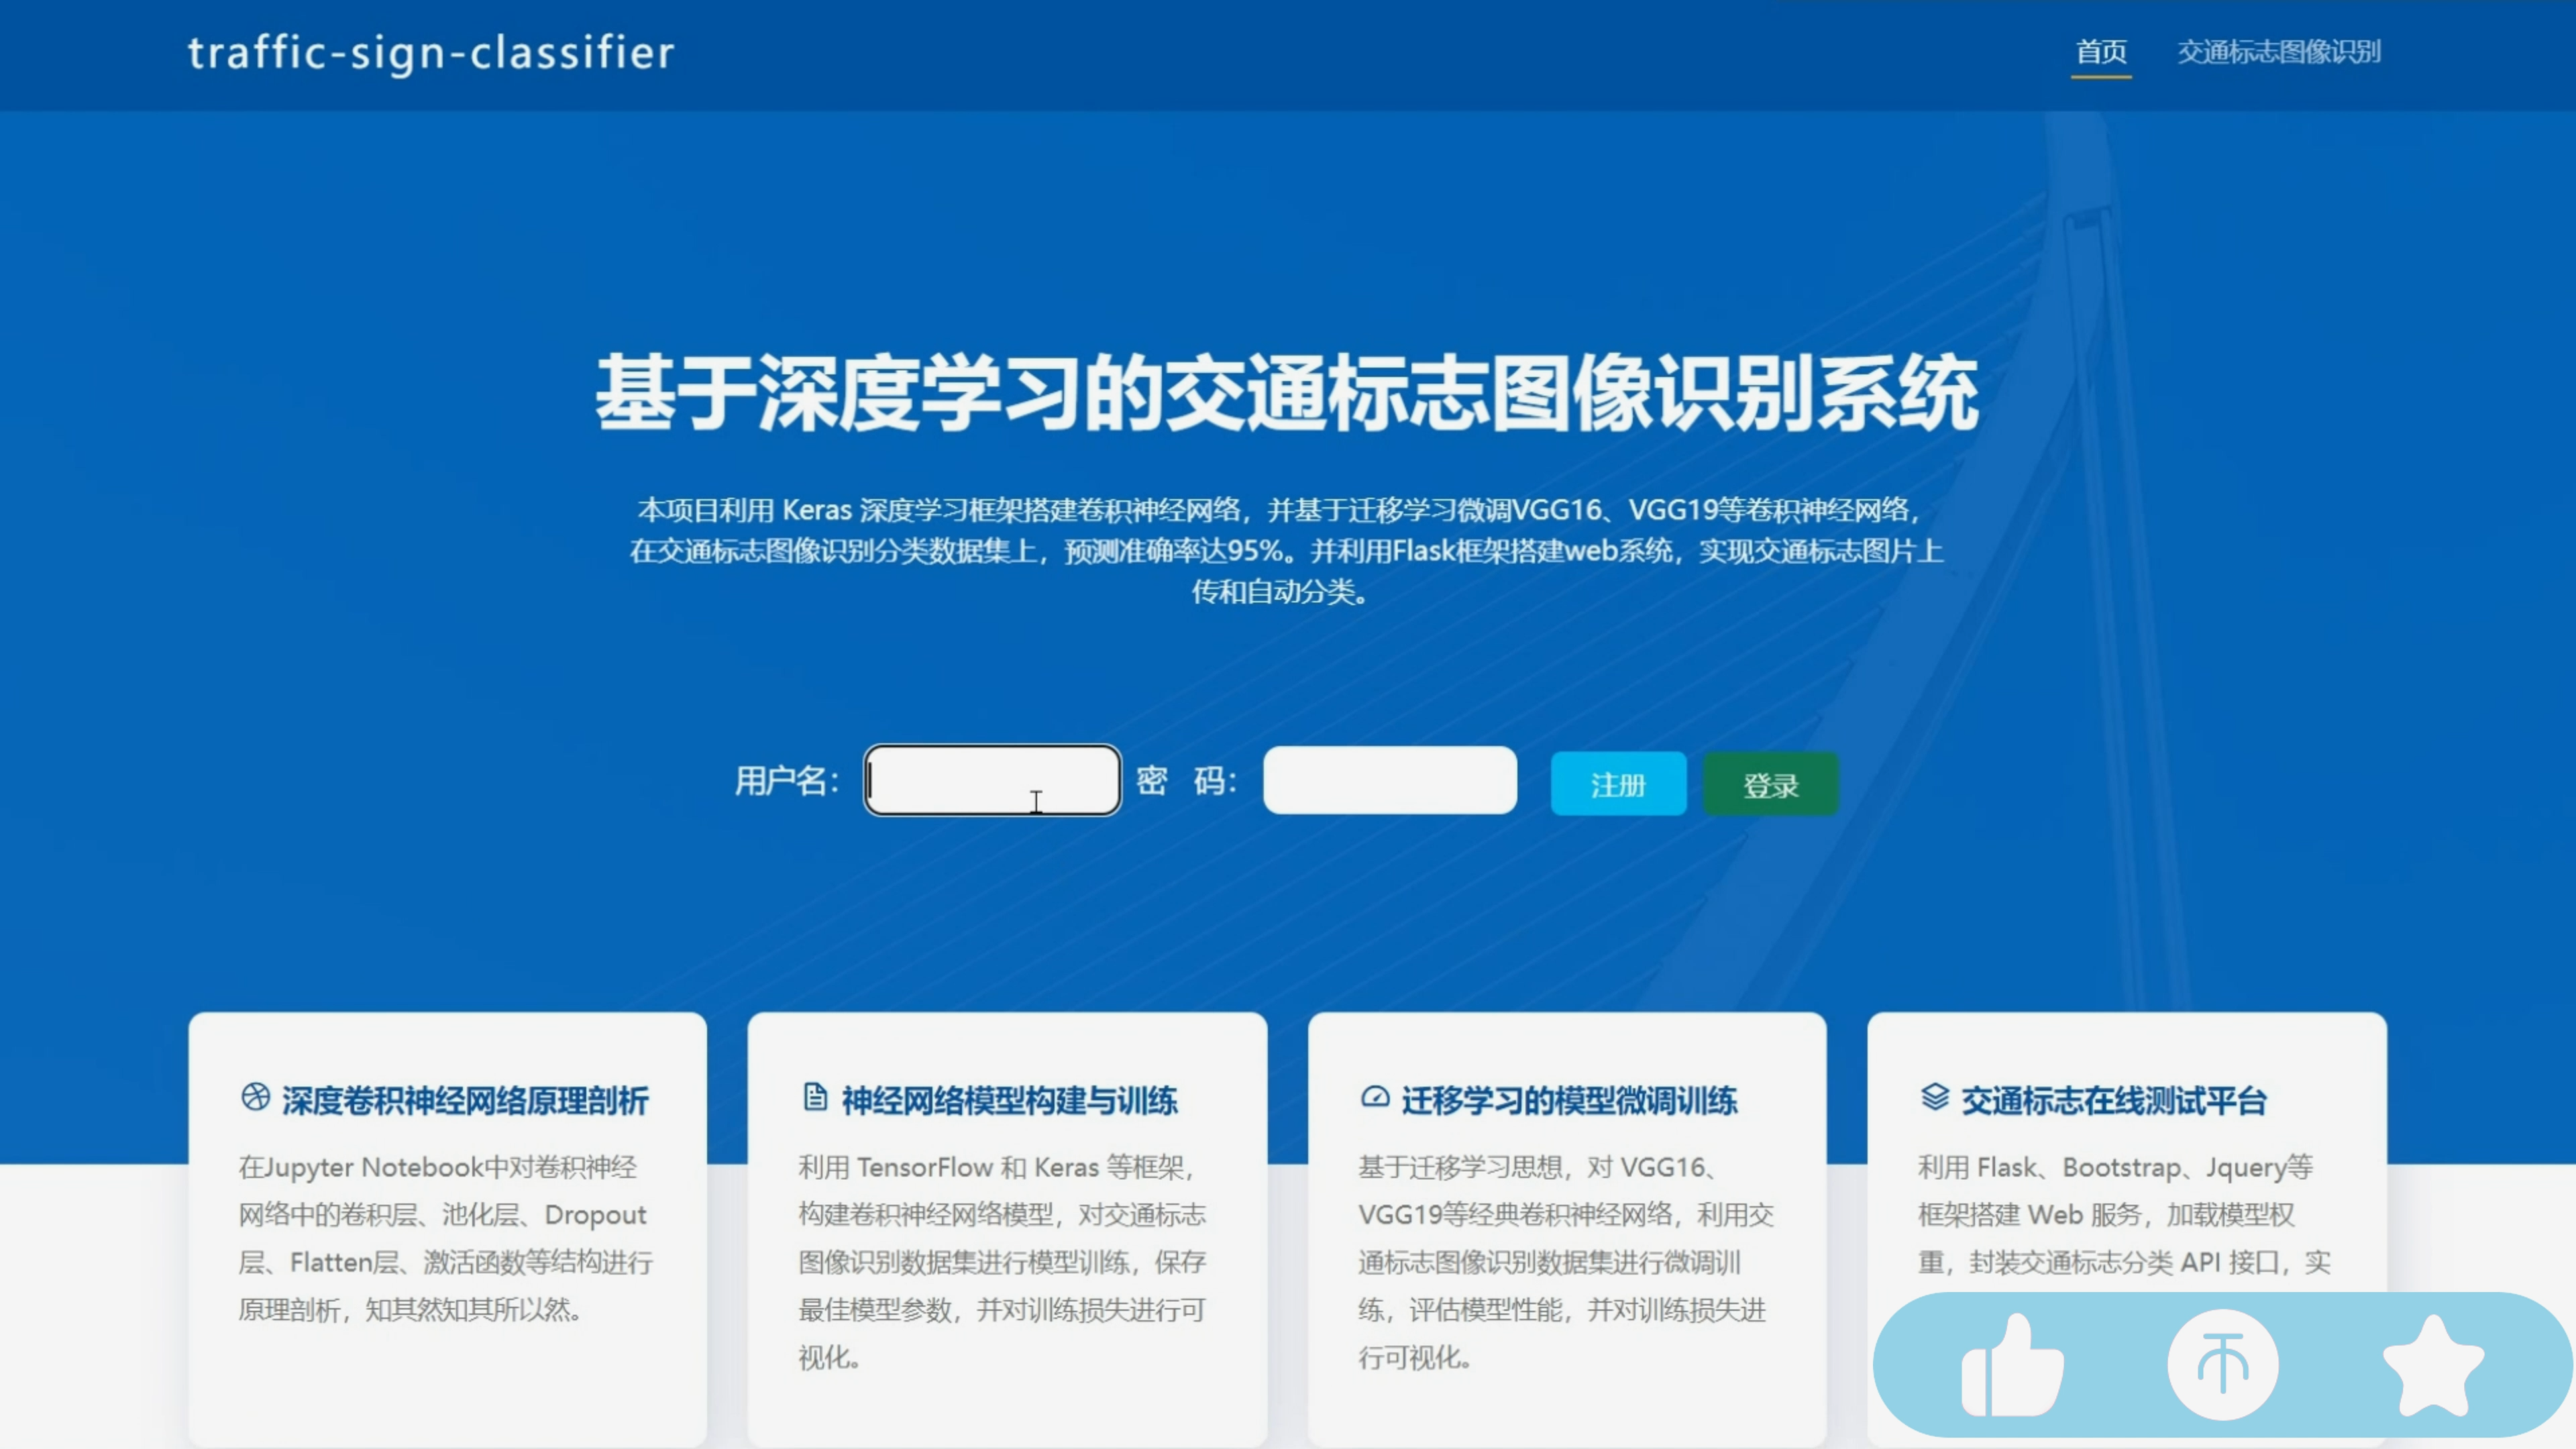 traffic-sign-classifier
首页
交通标志图像识别
基于深度学习的交通标志图像识别系统
本项目利用 Keras 深度学习框架搭建卷积神经网络，并基于迁移学习微调VGG16、VGG19等卷积神经网络，
在交通标志图像识别分类数据集上，预测准确率达95%。并利用Flask框架搭建web系统，实现交通标志图片上
传和自动分类。
用户名：
密 码：
注册
登录
深度卷积神经网络原理剖析
在Jupyter Notebook中对卷积神经
网络中的卷积层、池化层、Dropout
层、Flatten层、激活函数等结构进行
原理剖析，知其然知其所以然。
神经网络模型构建与训练
利用 TensorFlow 和 Keras 等框架，
构建卷积神经网络模型，对交通标志
图像识别数据集进行模型训练，保存
最佳模型参数，并对训练损失进行可
视化。
迁移学习的模型微调训练
基于迁移学习思想，对 VGG16、
VGG19等经典卷积神经网络，利用交
通标志图像识别数据集进行微调训
练，评估模型性能，并对训练损失进
行可视化。
交通标志在线测试平台
利用 Flask、Bootstrap、Jquery等
框架搭建 Web 服务，加载模型权
重，封装交通标志分类 API 接口，实